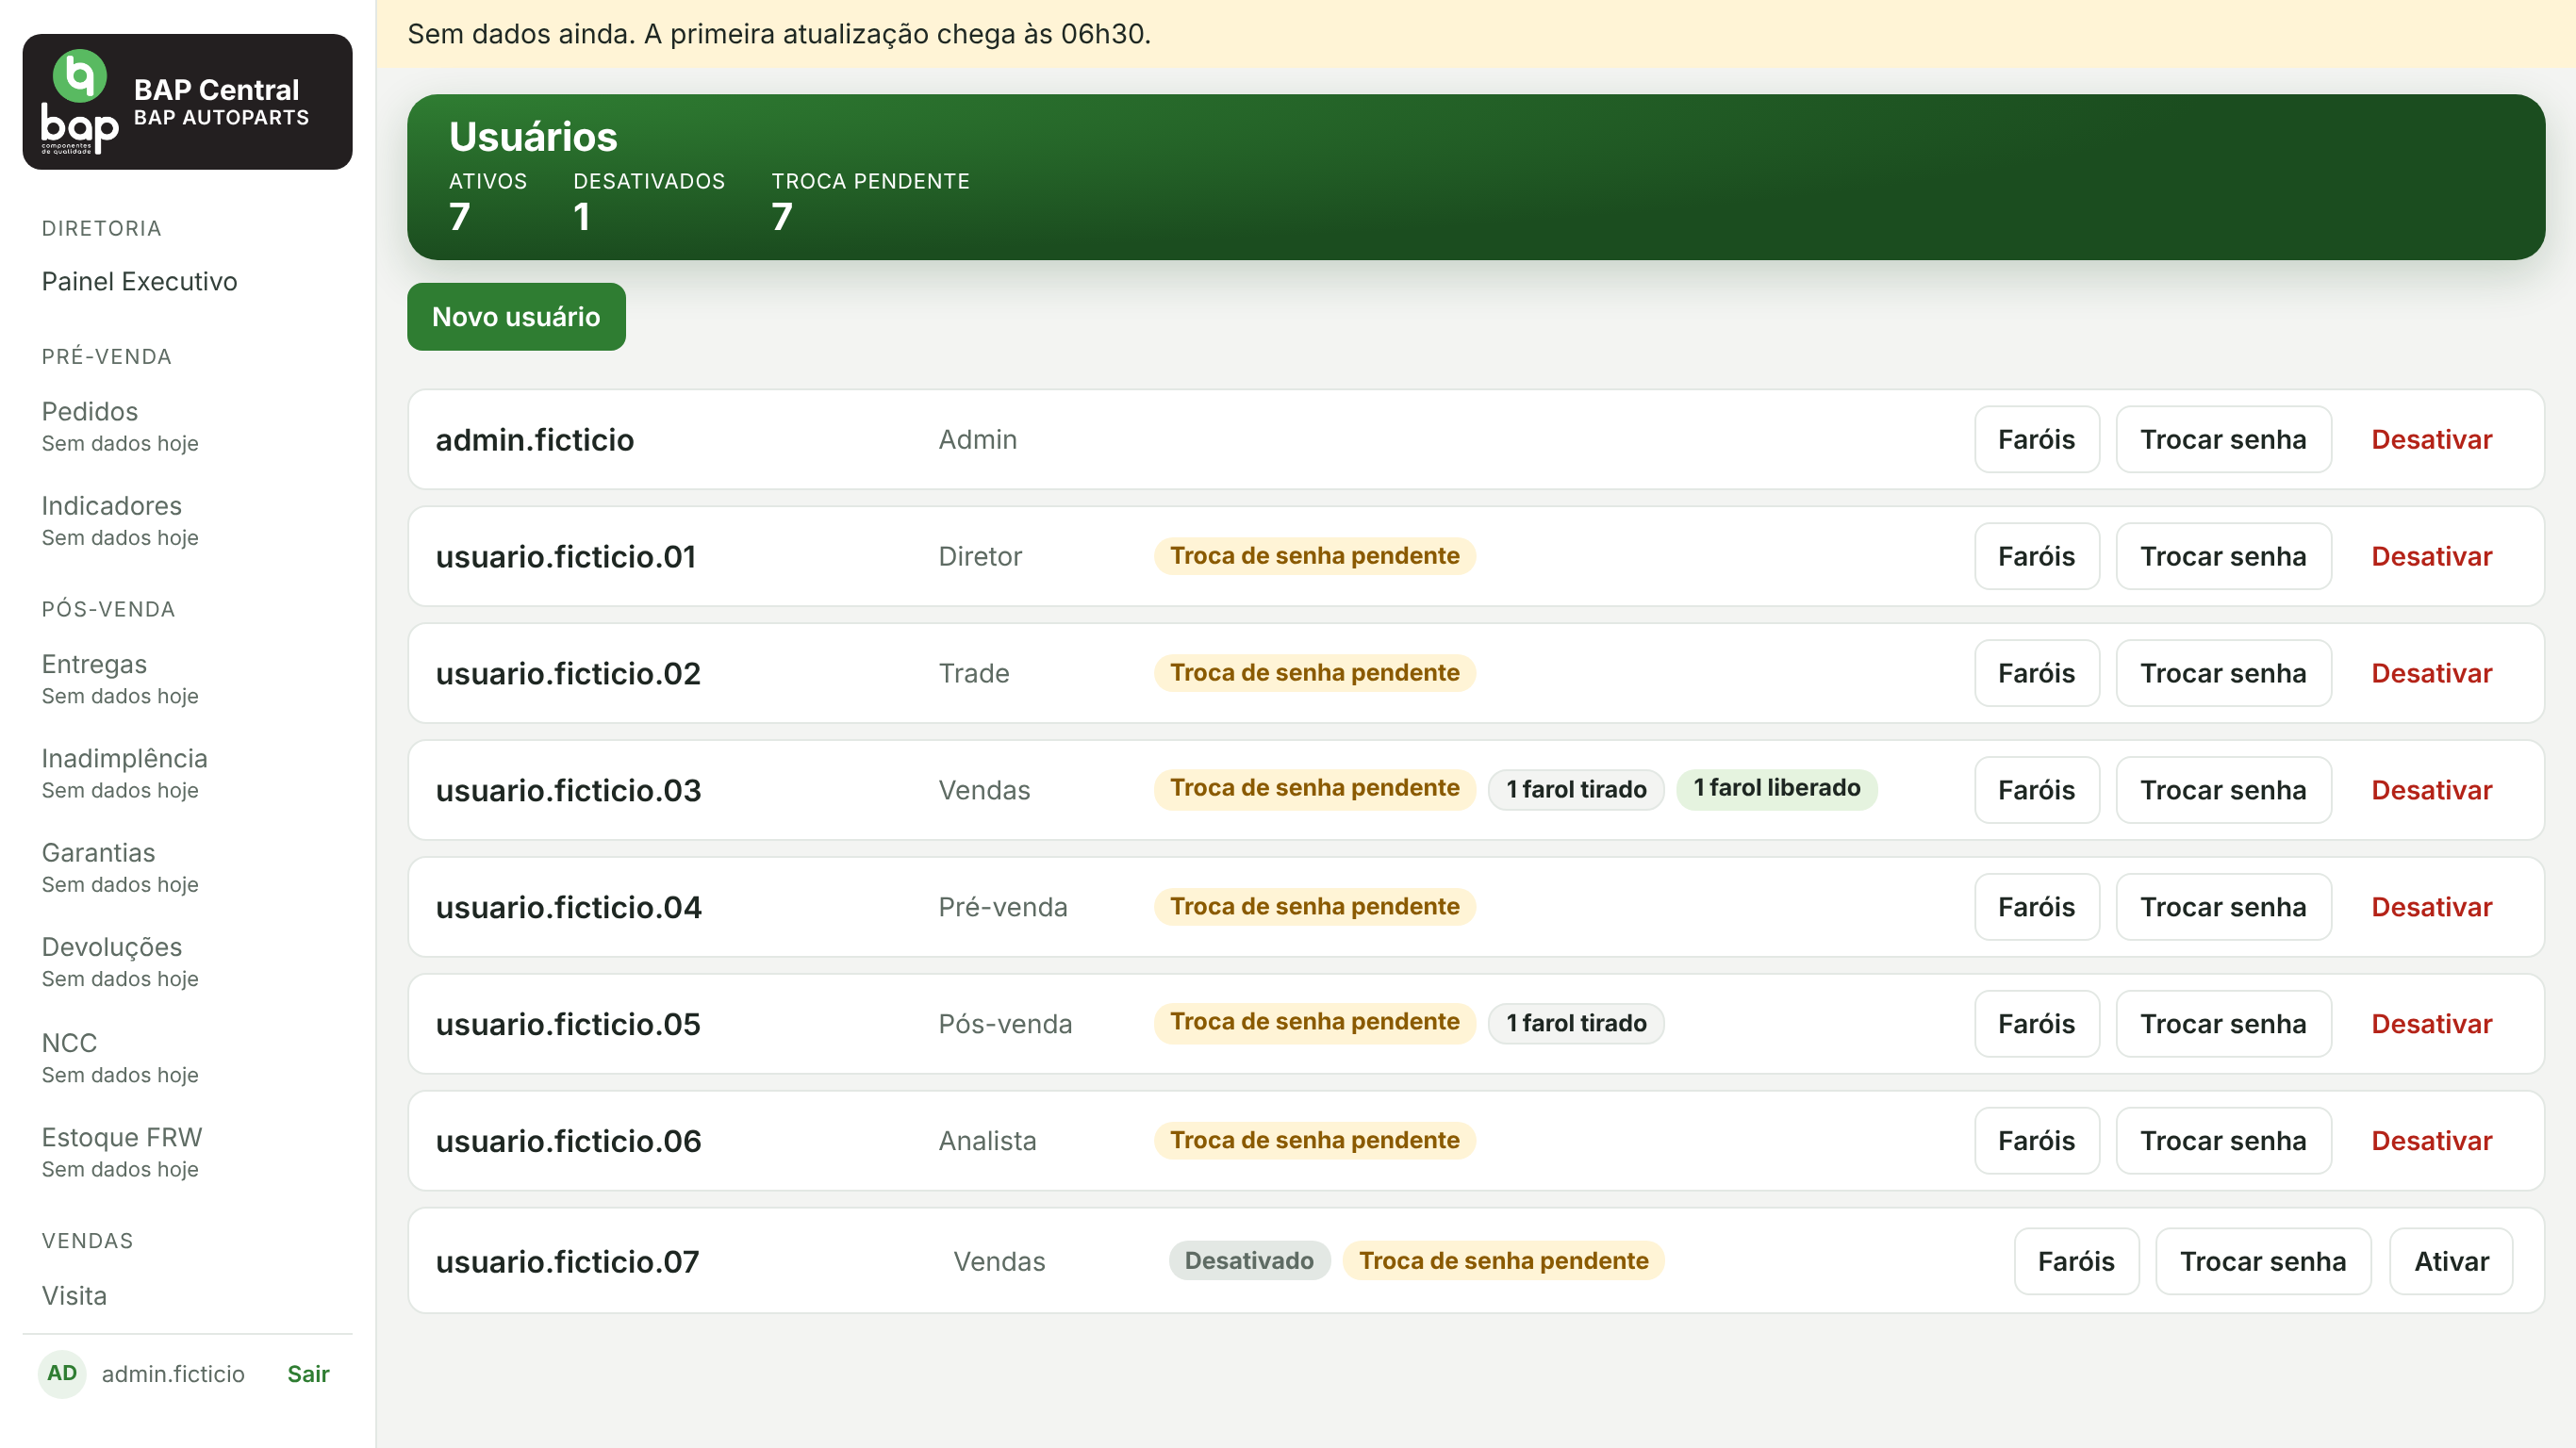 bap
componentes
de qualidade
BAP Central
BAP AUTOPARTS
DIRETORIA
Painel Executivo
PRÉ-VENDA
Pedidos
Sem dados hoje
Indicadores
Sem dados hoje
PÓS-VENDA
Entregas
Sem dados hoje
Inadimplência
Sem dados hoje
Garantias
Sem dados hoje
Devoluções
Sem dados hoje
NCC
Sem dados hoje
Estoque FRW
Sem dados hoje
VENDAS
Visita
AD admin.ficticio Sair
Sem dados ainda. A primeira atualização chega às 06h30.
Usuários
ATIVOS DESATIVADOS TROCA PENDENTE
7 1 7
Novo usuário
admin.ficticio Admin Faróis Trocar senha Desativar
usuario.ficticio.01 Diretor Troca de senha pendente Faróis Trocar senha Desativar
usuario.ficticio.02 Trade Troca de senha pendente Faróis Trocar senha Desativar
usuario.ficticio.03 Vendas Troca de senha pendente 1 farol tirado 1 farol liberado Faróis Trocar senha Desativar
usuario.ficticio.04 Pré-venda Troca de senha pendente Faróis Trocar senha Desativar
usuario.ficticio.05 Pós-venda Troca de senha pendente 1 farol tirado Faróis Trocar senha Desativar
usuario.ficticio.06 Analista Troca de senha pendente Faróis Trocar senha Desativar
usuario.ficticio.07 Vendas Desativado Troca de senha pendente Faróis Trocar senha Ativar